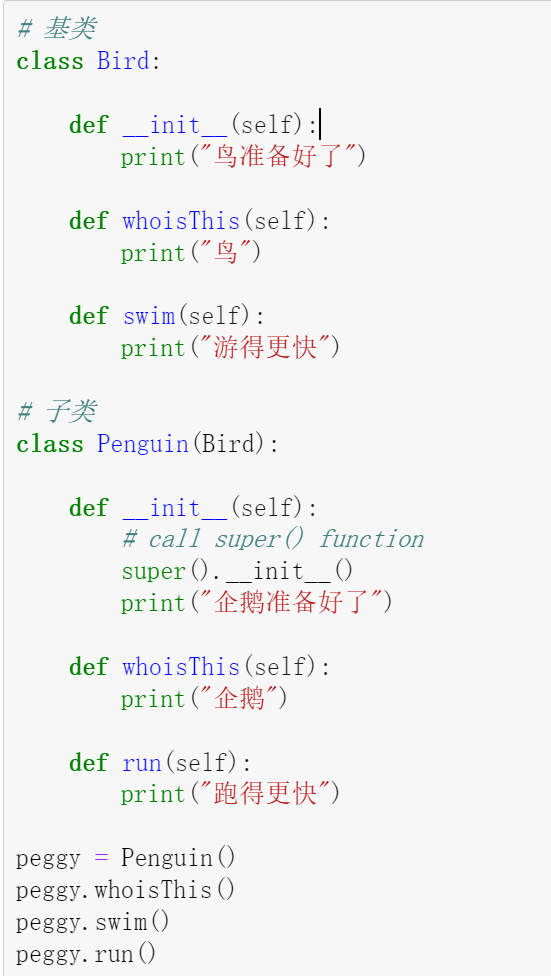 # 基类
class Bird:
    def __init__(self):
        print("鸟准备好了")
    def whoisThis(self):
        print("鸟")
    def swim(self):
        print("游得更快")
# 子类
class Penguin(Bird):
    def __init__(self):
        # call super() function
        super().__init__()
        print("企鹅准备好了")
    def whoisThis(self):
        print("企鹅")
    def run(self):
        print("跑得更快")
peggy = Penguin()
peggy.whoisThis()
peggy.swim()
peggy.run()